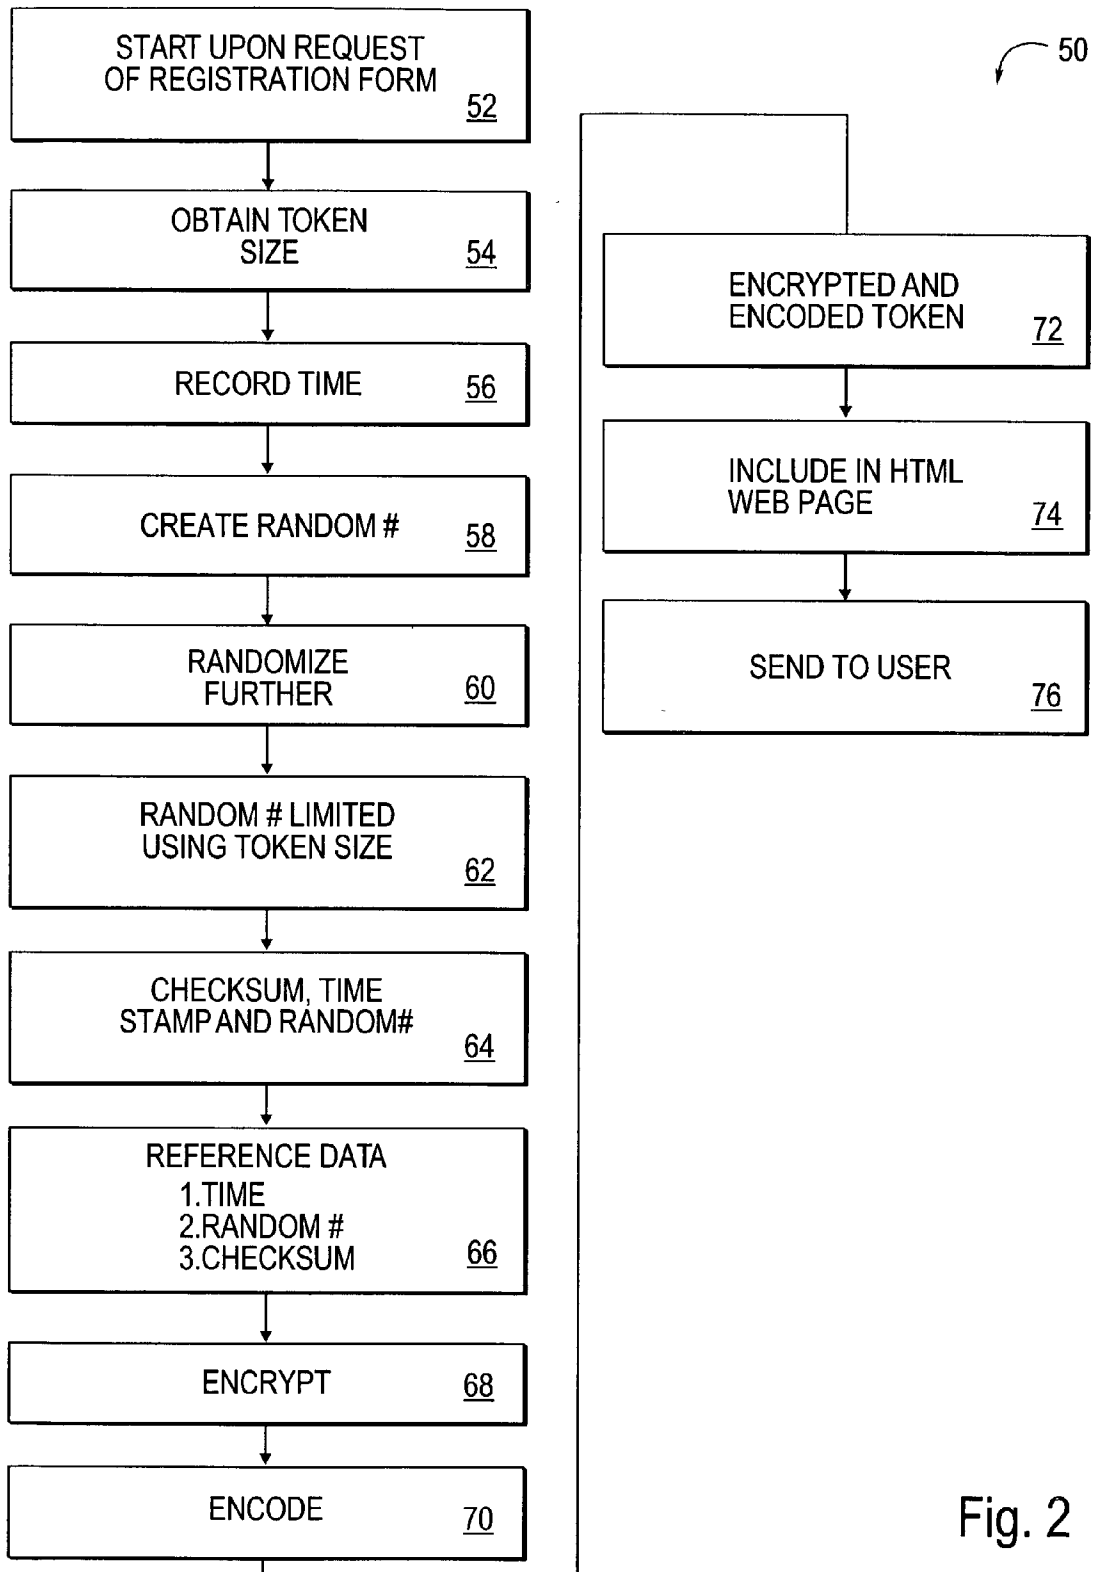 START UPON REQUEST
OF REGISTRATION FORM
52
OBTAIN TOKEN
SIZE
54
RECORD TIME
56
CREATE RANDOM #
58
RANDOMIZE
FURTHER
60
RANDOM # LIMITED
USING TOKEN SIZE
62
CHECKSUM, TIME
STAMP AND RANDOM#
64
REFERENCE DATA
1.TIME
2.RANDOM #
3.CHECKSUM
66
ENCRYPT
68
ENCODE
70
50
ENCRYPTED AND
ENCODED TOKEN
72
INCLUDE IN HTML
WEB PAGE
74
SEND TO USER
76
Fig. 2